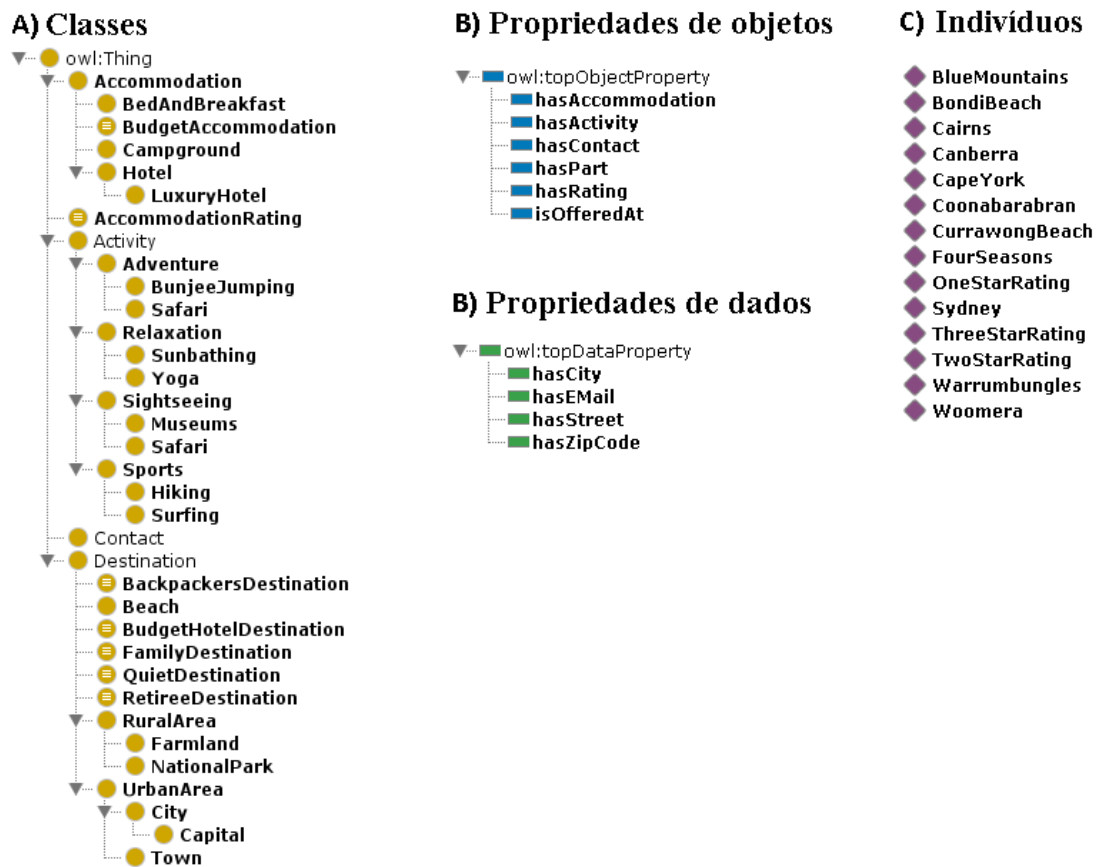 A) Classes
owl:Thing
Accommodation
BedAndBreakfast
BudgetAccommodation
Campground
Hotel
LuxuryHotel
AccommodationRating
Activity
Adventure
BunjeeJumping
Safari
Relaxation
Sunbathing
Yoga
Sightseeing
Museums
Safari
Sports
Hiking
Surfing
Contact
Destination
BackpackersDestination
Beach
BudgetHotelDestination
FamilyDestination
QuietDestination
RetireeDestination
RuralArea
Farmland
NationalPark
UrbanArea
City
Capital
Town
B) Propriedades de objetos
owl:topObjectProperty
hasAccommodation
hasActivity
hasContact
hasPart
hasRating
isOfferedAt
B) Propriedades de dados
owl:topDataProperty
hasCity
hasEMail
hasStreet
hasZipCode
C) Indivíduos
BlueMountains
BondiBeach
Cairns
Canberra
CapeYork
Coonabarabran
CurrawongBeach
FourSeasons
OneStarRating
Sydney
ThreeStarRating
TwoStarRating
Warrumbungles
Woomera